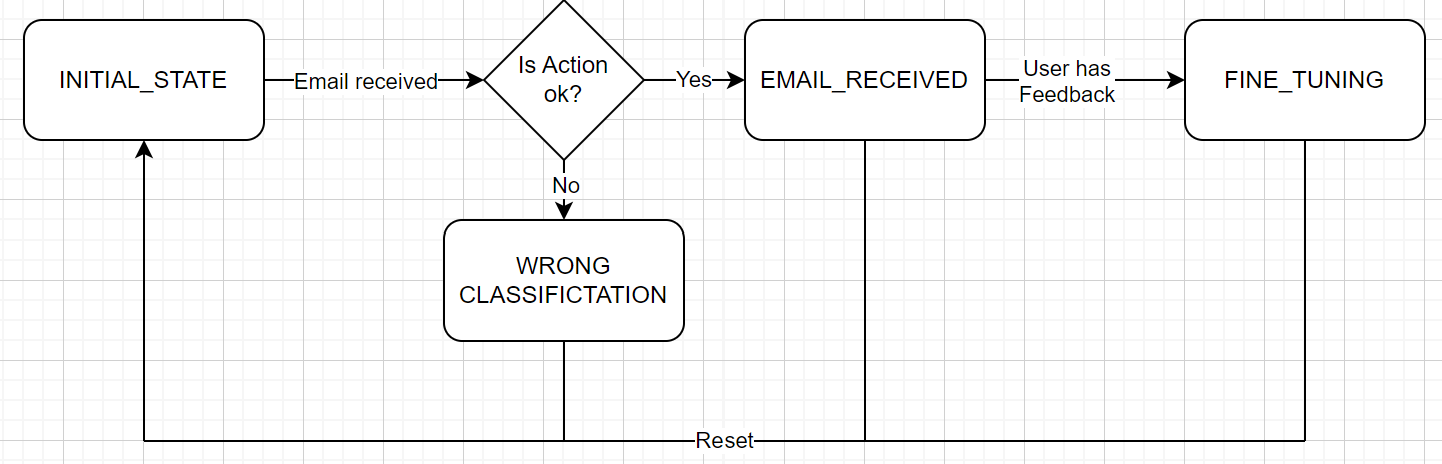 INITIAL_STATE
Email received
Is Action
ok?
Yes
EMAIL_RECEIVED
User has
Feedback
FINE_TUNING
No
WRONG
CLASSIFICTATION
Reset